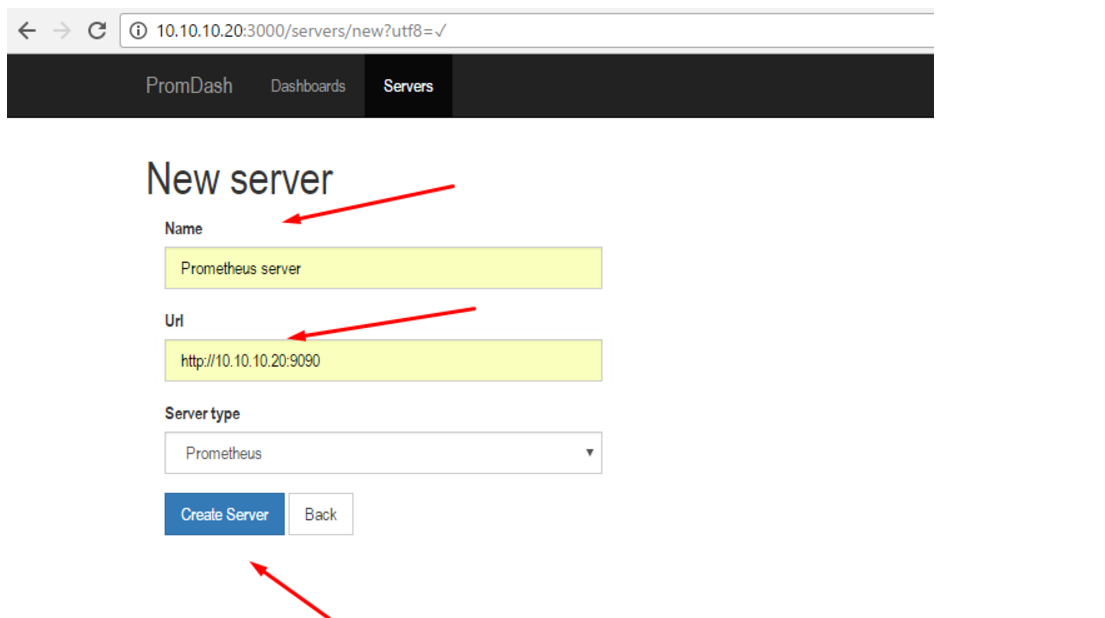 10.10.10.20:3000/servers/new?utf8=✓
PromDash Dashboards Servers
New server
Name
Prometheus server
Url
http://10.10.10.20:9090
Server type
Prometheus
Create Server Back